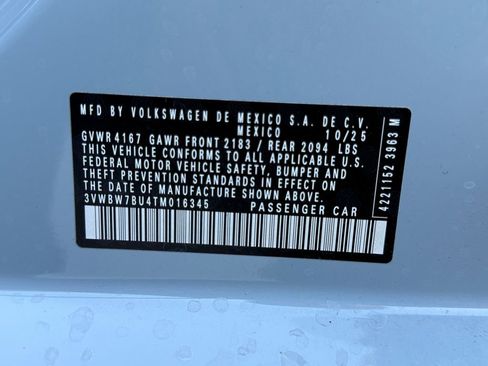 MFD BY VOLKSWAGEN DE MEXICO S.A. DE C.V.
MEXICO 10/25
GVWR 4167 GAWR FRONT 2183 / REAR 2094 LBS
THIS VEHICLE CONFORMS TO ALL APPLICABLE U.S.
FEDERAL MOTOR VEHICLE SAFETY, BUMPER AND
THEFT PREVENTION STANDARDS IN EFFECT ON
THE DATE OF MANUFACTURE SHOWN ABOVE.
3VWBW7BU4TM016345 PASSENGER CAR
4221152 3963 M